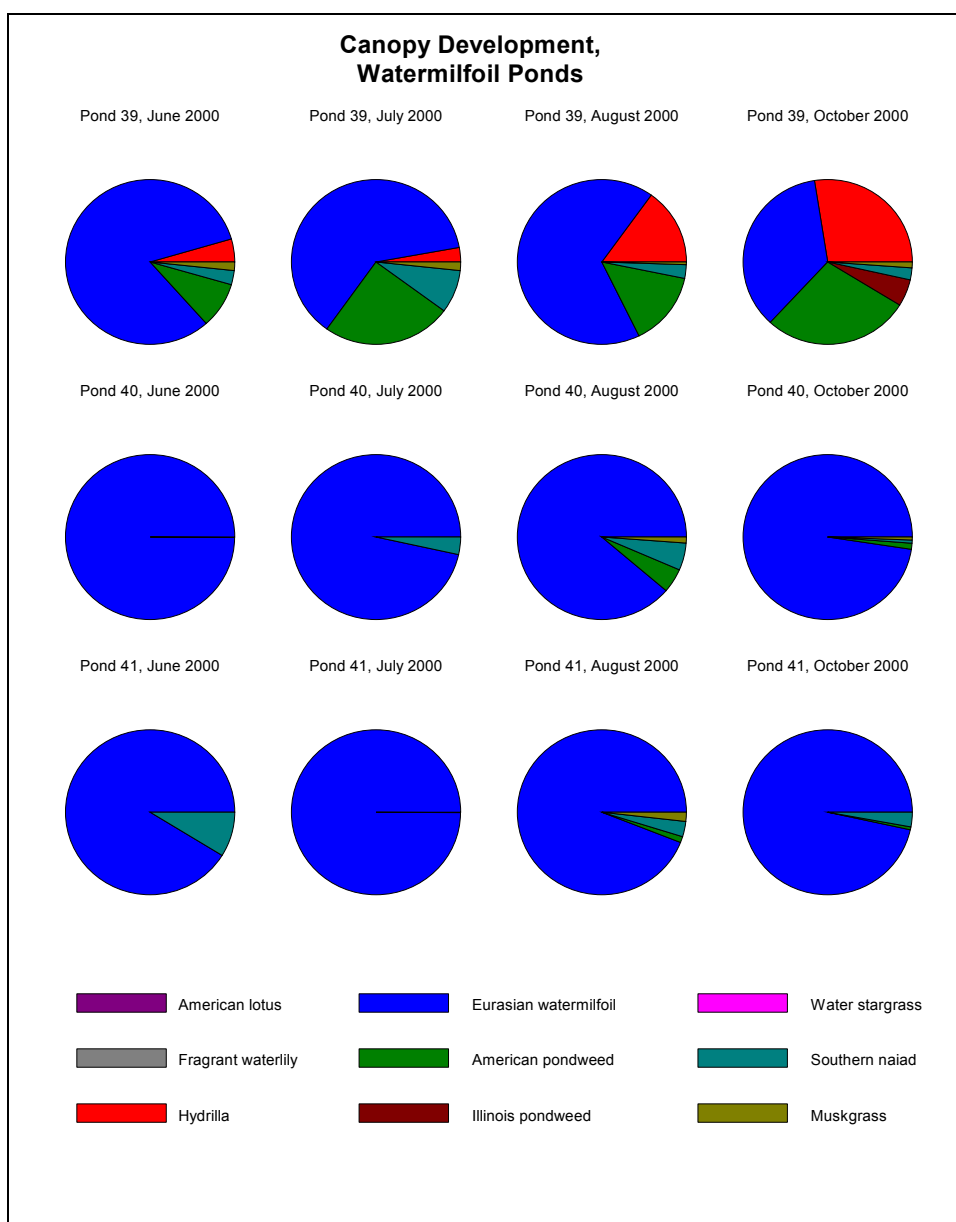 Canopy Development,
Watermilfoil Ponds
Pond 39, June 2000
Pond 39, July 2000
Pond 39, August 2000
Pond 39, October 2000
Pond 40, June 2000
Pond 40, July 2000
Pond 40, August 2000
Pond 40, October 2000
Pond 41, June 2000
Pond 41, July 2000
Pond 41, August 2000
Pond 41, October 2000
American lotus
Eurasian watermilfoil
Water stargrass
Fragrant waterlily
American pondweed
Southern naiad
Hydrilla
Illinois pondweed
Muskgrass